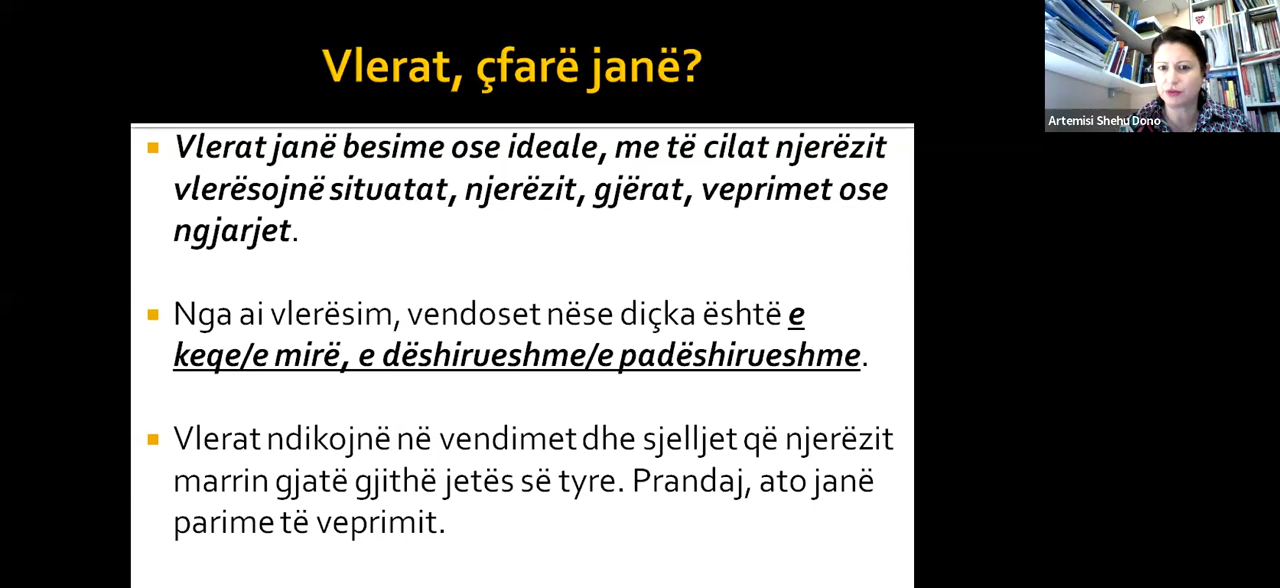 Vlerat, çfarë janë?
Vlerat janë besime ose ideale, me të cilat njerëzit
vlerësojnë situatat, njerëzit, gjërat, veprimet ose
ngjarjet.
Nga ai vlerësim, vendoset nëse diçka është e
keqe/e mirë, e dëshirueshme/e padëshirueshme.
Vlerat ndikojnë në vendimet dhe sjelljet që njerëzit
marrin gjatë gjithë jetës së tyre. Prandaj, ato janë
parime të veprimit.
Artemisi Shehu Dono